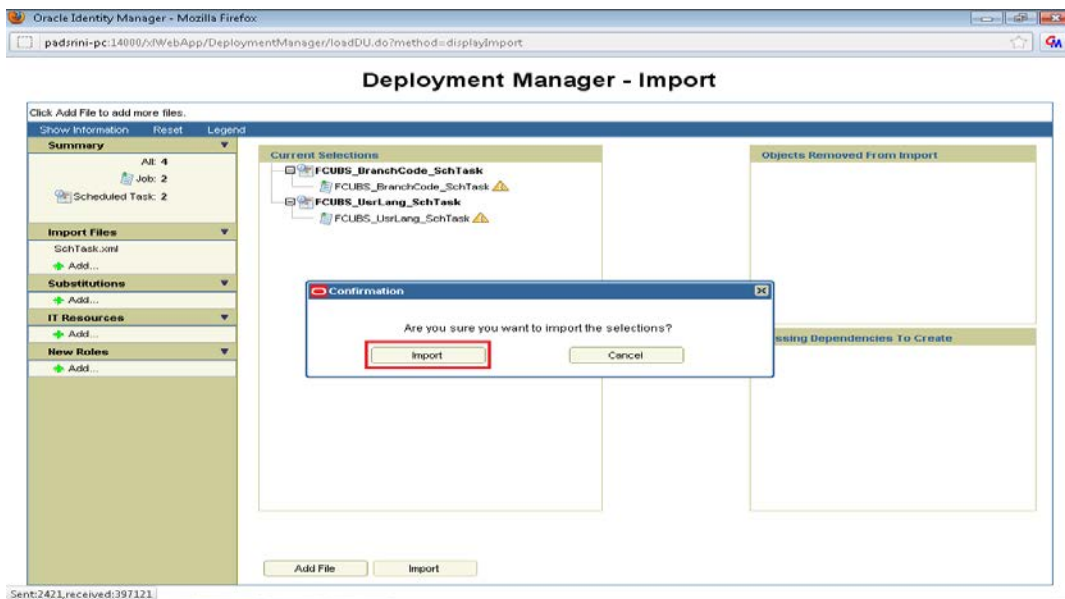 Oracle Identity Manager - Mozilla Firefox
padsrini-pc:14000/xlWebApp/DeploymentManager/loadDU.do?method=displayImport
Deployment Manager - Import
Click Add File to add more files.
Show Information Reset Legend
Summary
All: 4
Job: 2
Scheduled Task: 2
Import Files
SchTask.xml
Add...
Substitutions
Add...
IT Resources
Add...
New Roles
Add...
Current Selections
FCUBS_BranchCode_SchTask
FCUBS_BranchCode_SchTask
FCUBS_UsrLang_SchTask
FCUBS_UsrLang_SchTask
Objects Removed From Import
Confirmation
Are you sure you want to import the selections?
Import Cancel
ssing Dependencies To Create
Add File Import
Sent:2421,received:397121